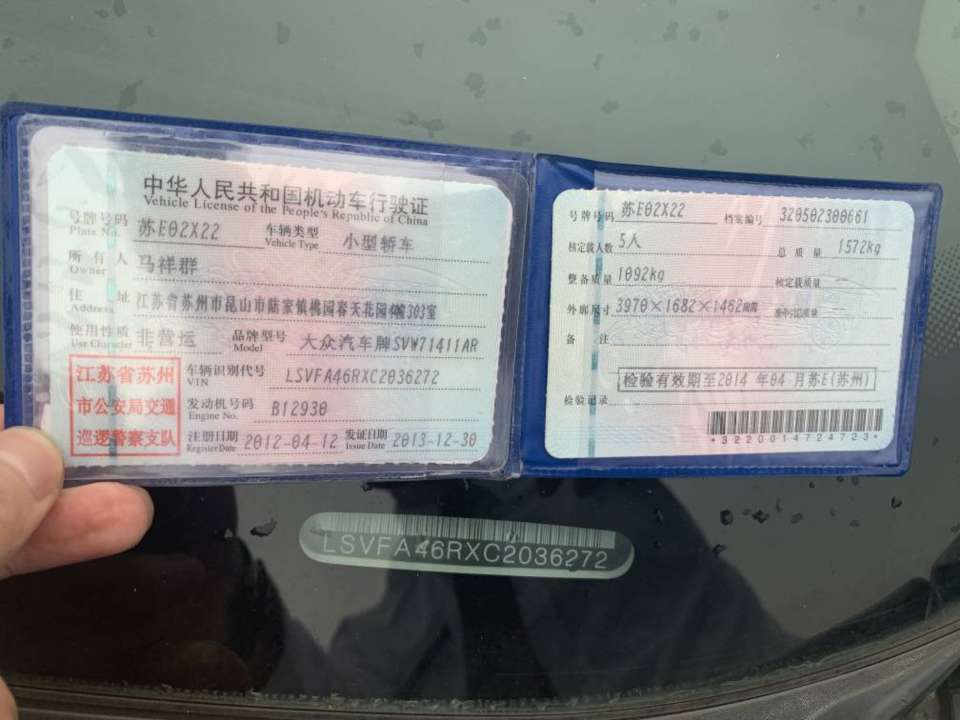 中华人民共和国机动车行驶证
Vehicle License of the People's Republic of China
号牌号码 Plate No. 苏E02X22 车辆类型 Vehicle Type 小型轿车
所有人 Owner 马祥群
住址 Address 江苏省苏州市昆山市陆家镇桃园春天花园4幢303室
使用性质 Use Character 非营运 品牌型号 Model 大众汽车牌SVW71411AR
江苏省苏州
市公安局交通
巡逻警察支队
车辆识别代号 VIN LSVFA46RXC2036272
发动机号码 Engine No. B12930
注册日期 Register Date 2012-04-12 发证日期 Issue Date 2013-12-30
号牌号码 苏E02X22 档案编号 320502300661
核定载人数 5人 总质量 1572kg
整备质量 1092kg 核定载质量
外廓尺寸 3970×1682×1462mm 准牵引总质量
备注
检验有效期至2014 年04 月苏E(苏州)
检验记录
*3220014724723*
LSVFA46RXC2036272